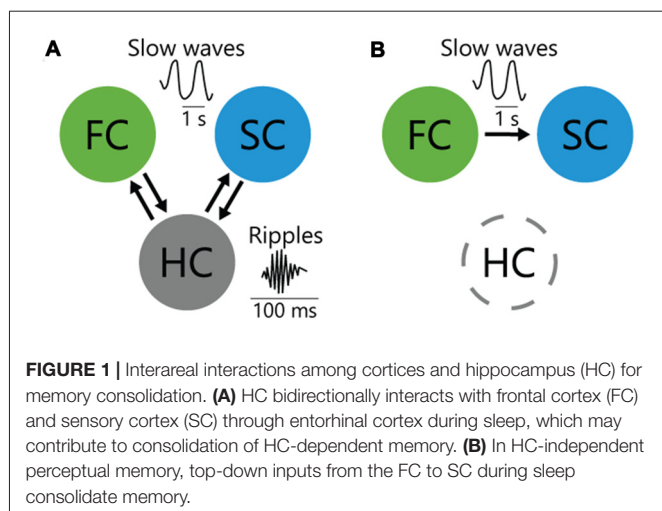 A
Slow waves
1 s
FC
SC
HC
Ripples
100 ms
B
Slow waves
1 s
FC
SC
HC
FIGURE 1 | Interareal interactions among cortices and hippocampus (HC) for
memory consolidation. (A) HC bidirectionally interacts with frontal cortex (FC)
and sensory cortex (SC) through entorhinal cortex during sleep, which may
contribute to consolidation of HC-dependent memory. (B) In HC-independent
perceptual memory, top-down inputs from the FC to SC during sleep
consolidate memory.